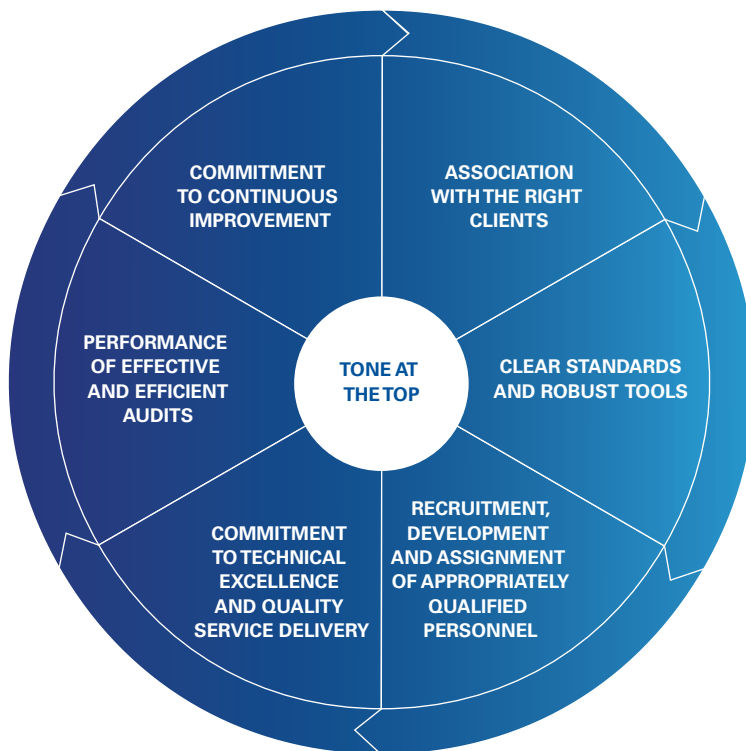 COMMITMENT
TO CONTINUOUS
IMPROVEMENT
ASSOCIATION
WITH THE RIGHT
CLIENTS
PERFORMANCE
OF EFFECTIVE
AND EFFICIENT
AUDITS
TONE AT
THE TOP
CLEAR STANDARDS
AND ROBUST TOOLS
COMMITMENT
TO TECHNICAL
EXCELLENCE
AND QUALITY
SERVICE DELIVERY
RECRUITMENT,
DEVELOPMENT
AND ASSIGNMENT
OF APPROPRIATELY
QUALIFIED
PERSONNEL